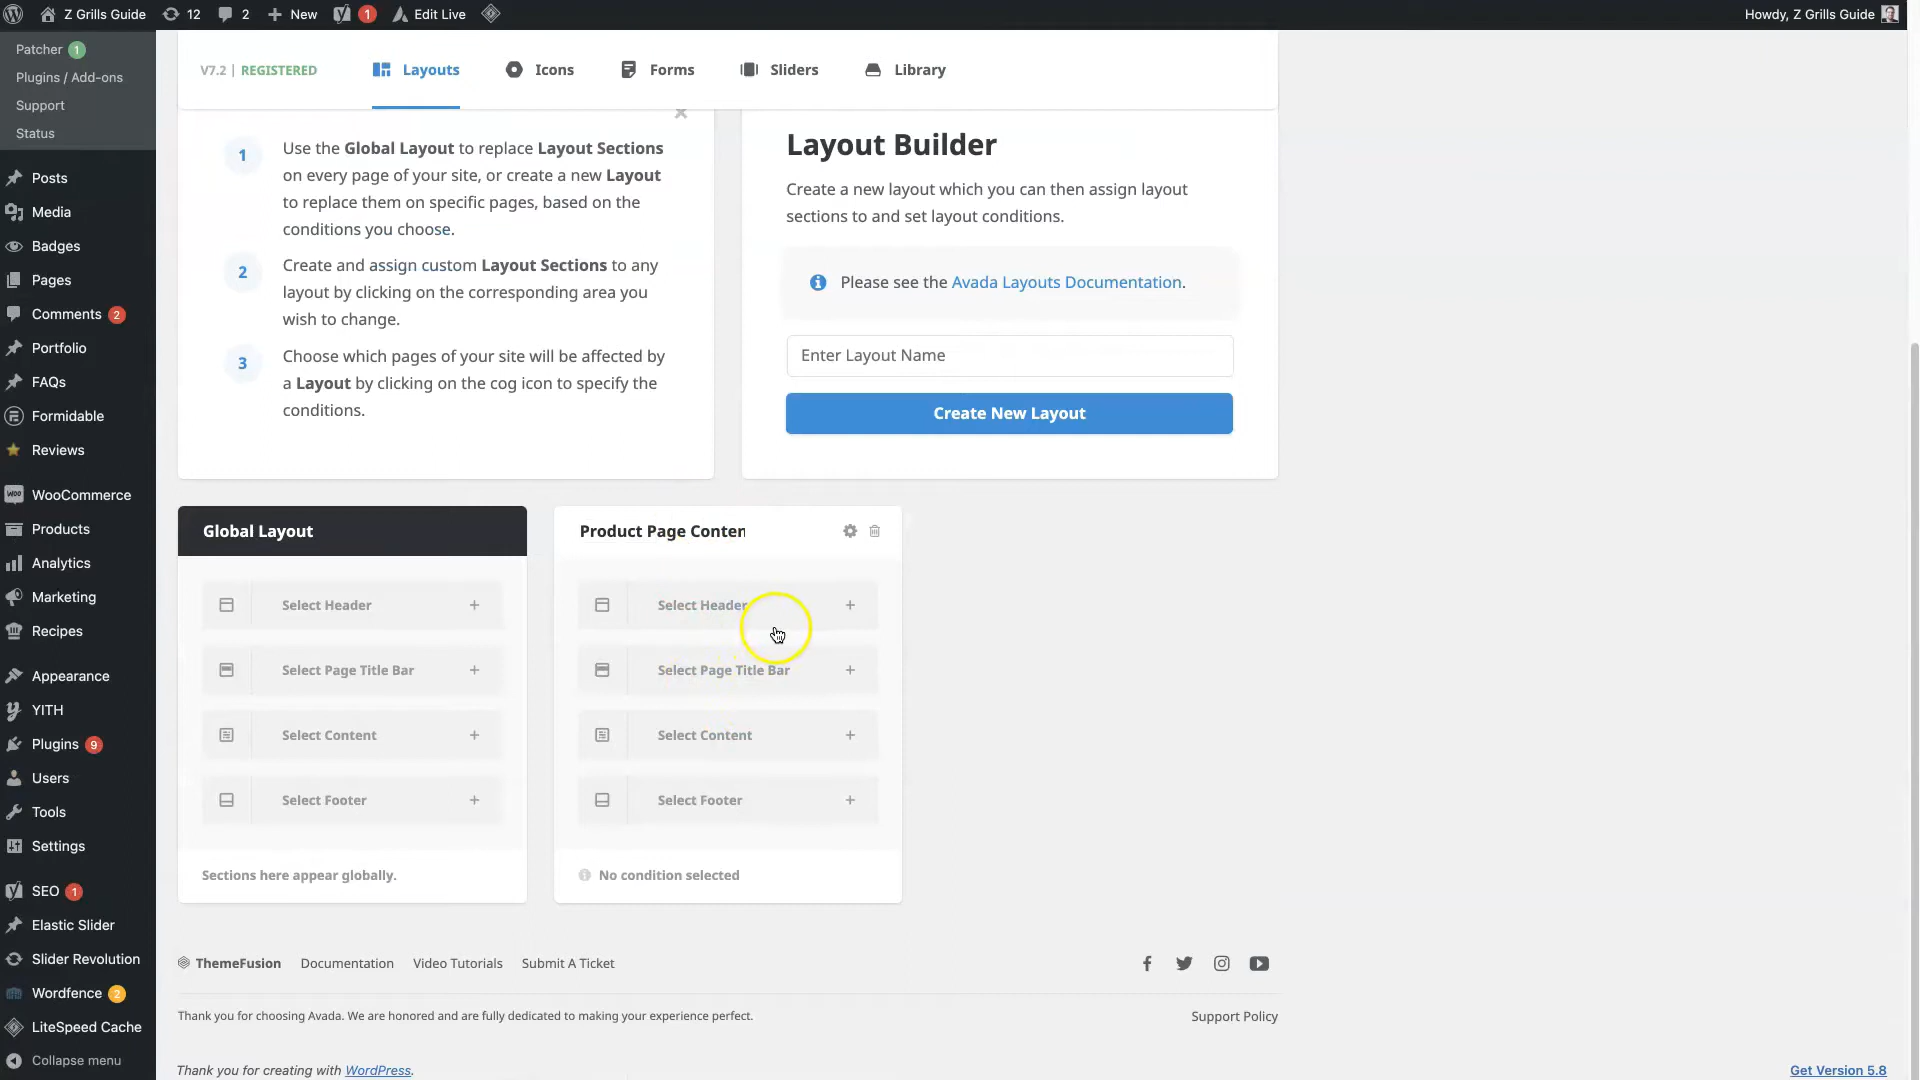 Z Grills Guide 12 2 New 1 Edit Live Howdy, Z Grills Guide
Patcher 1
Plugins / Add-ons
Support
Status
Posts
Media
Badges
Pages
Comments 2
Portfolio
FAQs
Formidable
Reviews
WooCommerce
Products
Analytics
Marketing
Recipes
Appearance
YITH
Plugins 9
Users
Tools
Settings
SEO 1
Elastic Slider
Slider Revolution
Wordfence 2
LiteSpeed Cache
Collapse menu
V7.2 | REGISTERED Layouts Icons Forms Sliders Library
1 Use the Global Layout to replace Layout Sections
on every page of your site, or create a new Layout
to replace them on specific pages, based on the
conditions you choose.
2 Create and assign custom Layout Sections to any
layout by clicking on the corresponding area you
wish to change.
3 Choose which pages of your site will be affected by
a Layout by clicking on the cog icon to specify the
conditions.
Layout Builder
Create a new layout which you can then assign layout
sections to and set layout conditions.
Please see the Avada Layouts Documentation.
Enter Layout Name
Create New Layout
Global Layout
Select Header +
Select Page Title Bar +
Select Content +
Select Footer +
Sections here appear globally.
Product Page Conten
Select Header +
Select Page Title Bar +
Select Content +
Select Footer +
No condition selected
ThemeFusion Documentation Video Tutorials Submit A Ticket
Thank you for choosing Avada. We are honored and are fully dedicated to making your experience perfect. Support Policy
Thank you for creating with WordPress. Get Version 5.8